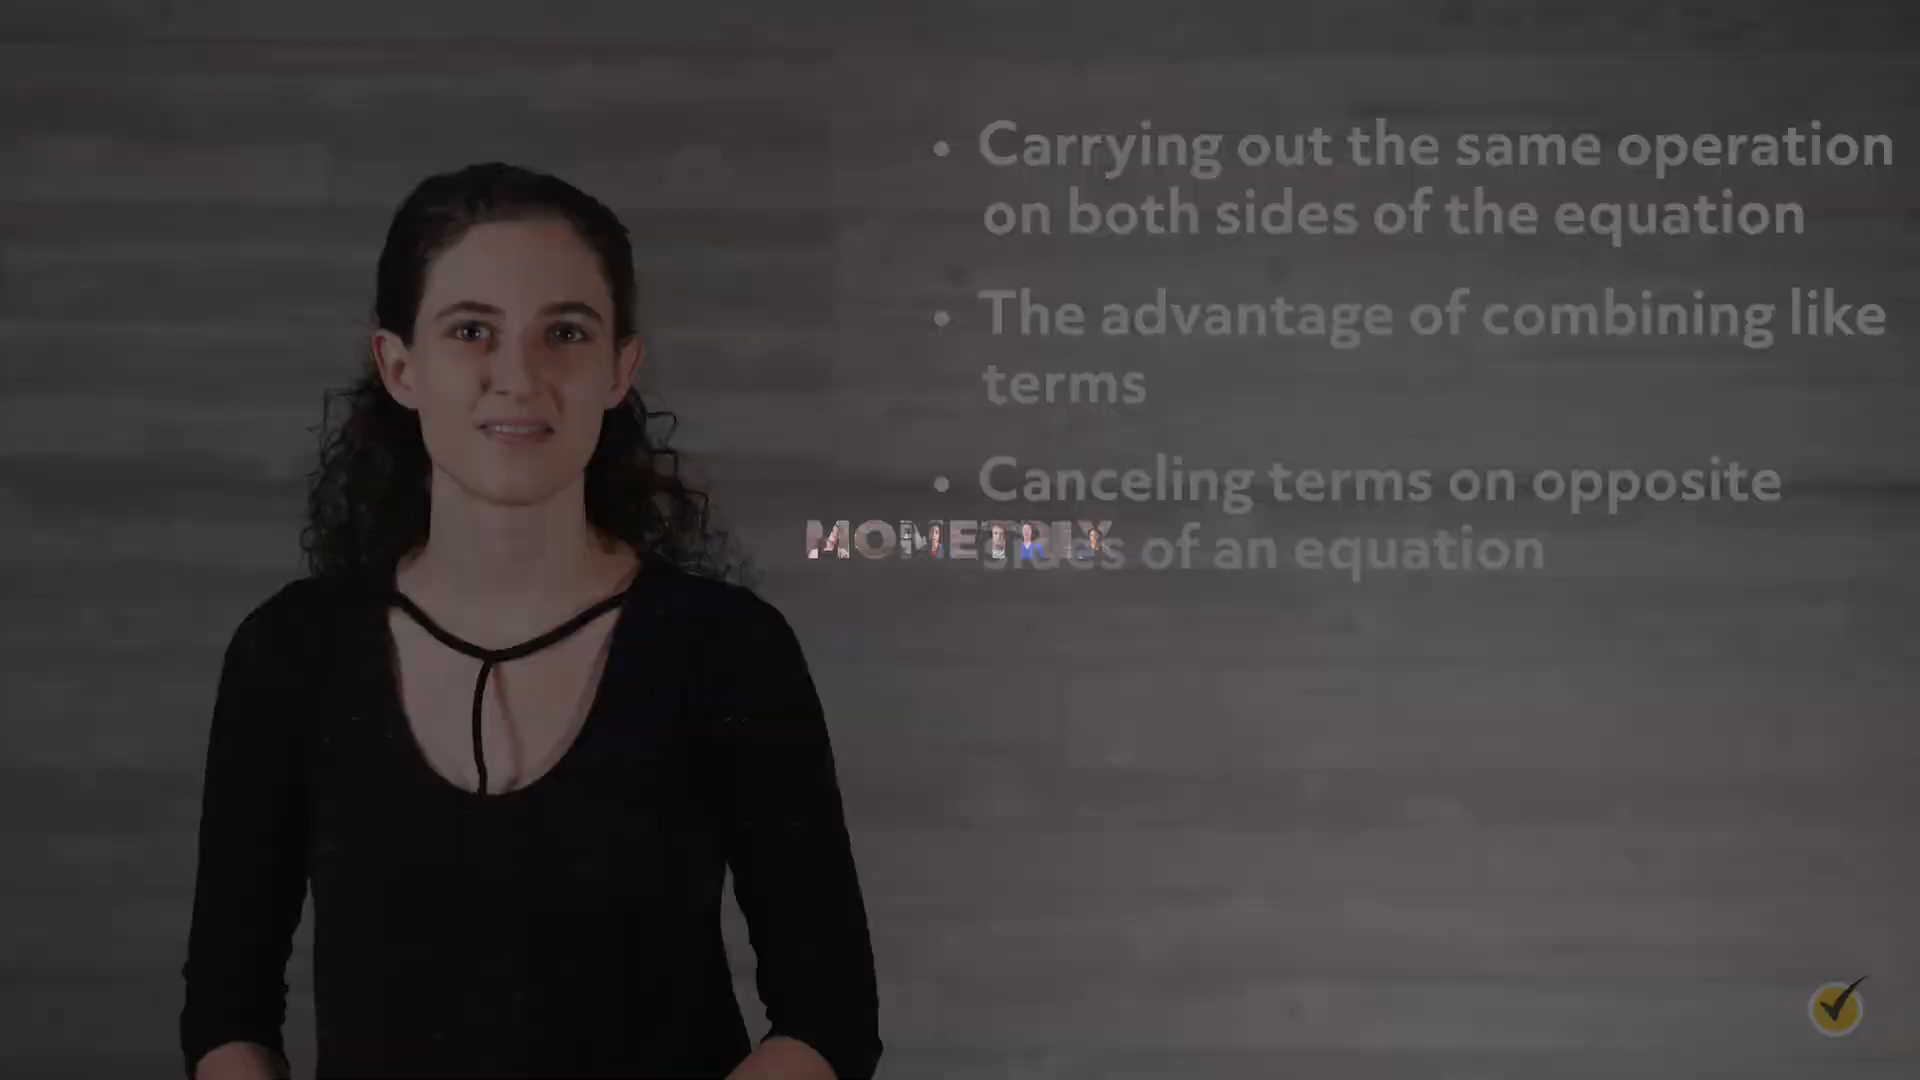 • Carrying out the same operation
on both sides of the equation
• The advantage of combining like
terms
• Canceling terms on opposite
MOMETRIX
sides of an equation